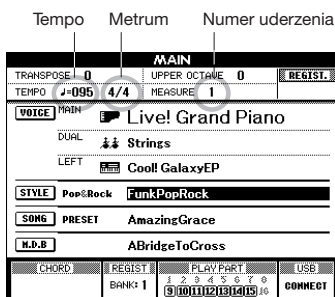 Tempo Metrum Numer uderzenia
MAIN
TRANSPOSE 0 UPPER OCTAVE 0 REGIST.
TEMPO ♩=095 4/4 MEASURE 1
VOICE MAIN Live! Grand Piano
DUAL Strings
LEFT Cool! GalaxyEP
STYLE Pop&Rock FunkPopRock
SONG PRESET AmazingGrace
M.D.B ABridgeToCross
CHORD REGIST PLAY PART USB
BANK: 1 1 2 3 4 5 6 7 8 CONNECT
9 10 11 12 13 14 15 16